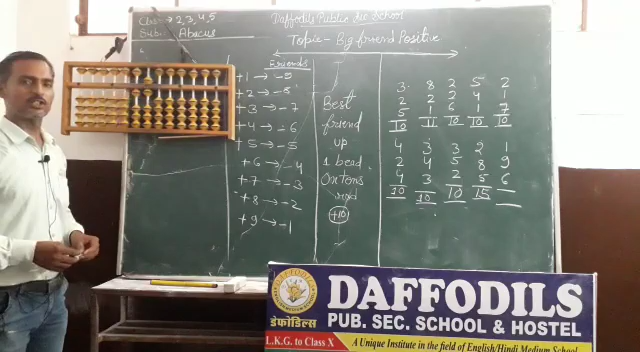 Class → 2, 3, 4, 5
Daffodils Public Sec. School
Sub. Abacus
Topic - Big friend Positive
Friends
+1 → -9
+2 → -8
+3 → -7
+4 → -6
+5 → -5
+6 → -4
+7 → -3
+8 → -2
+9 → -1
Best
friend
up
1 bead
On tens
rod
+10
3 8 2 5 2
2 2 2 4 1
5 1 6 1 7
10 11 10 10 10
4 3 3 2 1
2 4 5 8 9
4 3 2 5 6
10 10 10 15
DAFFODILS
PUB. SEC. SCHOOL & HOSTEL
डेफोडिल्स
L.K.G. to Class X
A Unique Institute in the field of English/Hindi Medium School